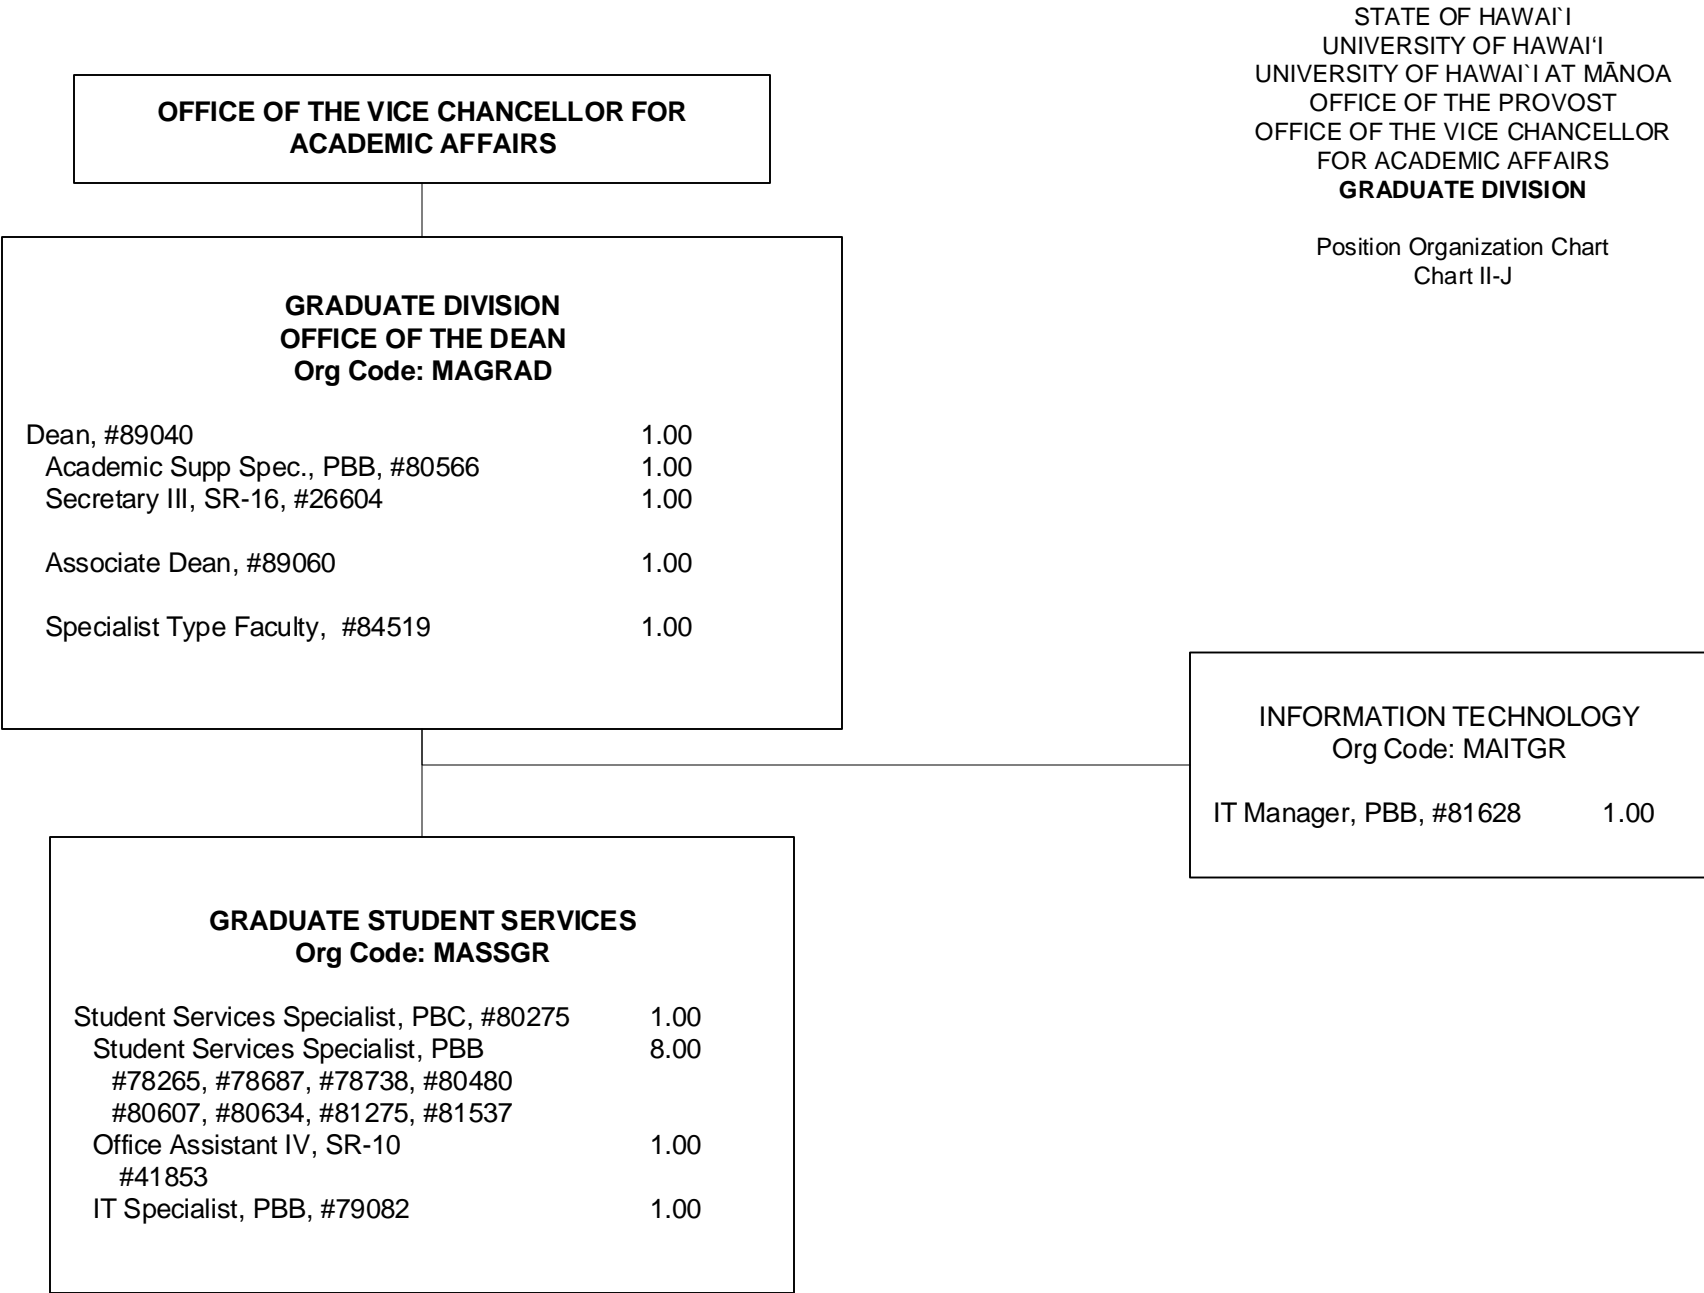 STATE OF HAWAI`I
UNIVERSITY OF HAWAI‘I
UNIVERSITY OF HAWAI`I AT MĀNOA
OFFICE OF THE PROVOST
OFFICE OF THE VICE CHANCELLOR
FOR ACADEMIC AFFAIRS
GRADUATE DIVISION
Position Organization Chart
Chart II-J
OFFICE OF THE VICE CHANCELLOR FOR
ACADEMIC AFFAIRS
GRADUATE DIVISION
OFFICE OF THE DEAN
Org Code: MAGRAD
Dean, #89040 1.00
Academic Supp Spec., PBB, #80566 1.00
Secretary III, SR-16, #26604 1.00
Associate Dean, #89060 1.00
Specialist Type Faculty, #84519 1.00
INFORMATION TECHNOLOGY
Org Code: MAITGR
IT Manager, PBB, #81628 1.00
GRADUATE STUDENT SERVICES
Org Code: MASSGR
Student Services Specialist, PBC, #80275 1.00
Student Services Specialist, PBB 8.00
#78265, #78687, #78738, #80480
#80607, #80634, #81275, #81537
Office Assistant IV, SR-10 1.00
#41853
IT Specialist, PBB, #79082 1.00